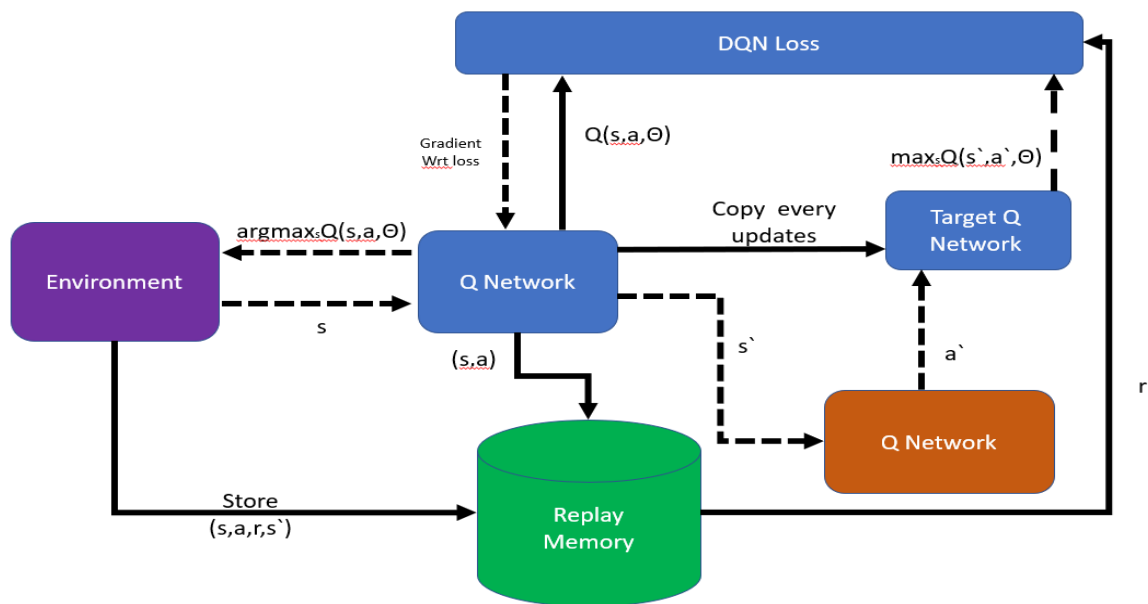 DQN Loss
Gradient
Wrt loss
Q(s,a,Θ)
maxₛQ(s`,a`,Θ)
argmaxₛQ(s,a,Θ)
Copy every
updates
Target Q
Network
Environment
Q Network
s
(s,a)
s`
a`
r
Q Network
Store
(s,a,r,s`)
Replay
Memory